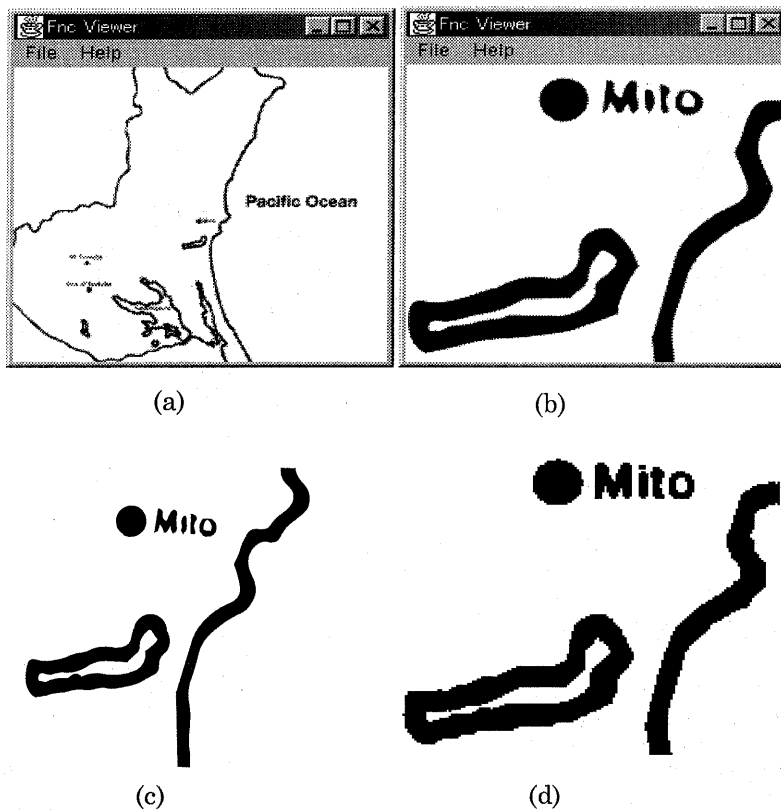 Fnc Viewer
File Help
Pacific Ocean
Fnc Viewer
File Help
Mito
(a)
(b)
Mito
Mito
(c)
(d)